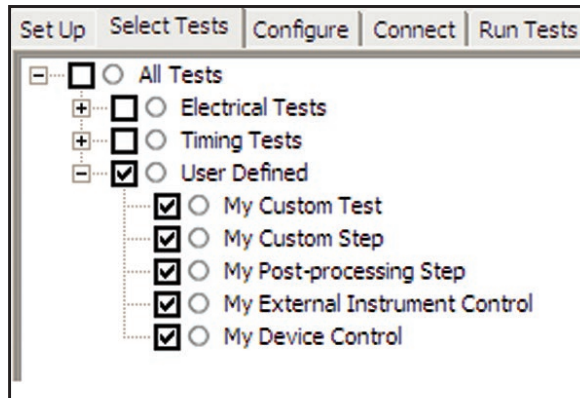 Set Up Select Tests Configure Connect Run Tests
All Tests
Electrical Tests
Timing Tests
User Defined
My Custom Test
My Custom Step
My Post-processing Step
My External Instrument Control
My Device Control